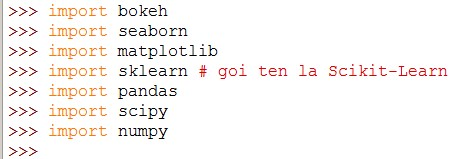 >>> import bokeh
>>> import seaborn
>>> import matplotlib
>>> import sklearn # goi ten la Scikit-Learn
>>> import pandas
>>> import scipy
>>> import numpy
>>>